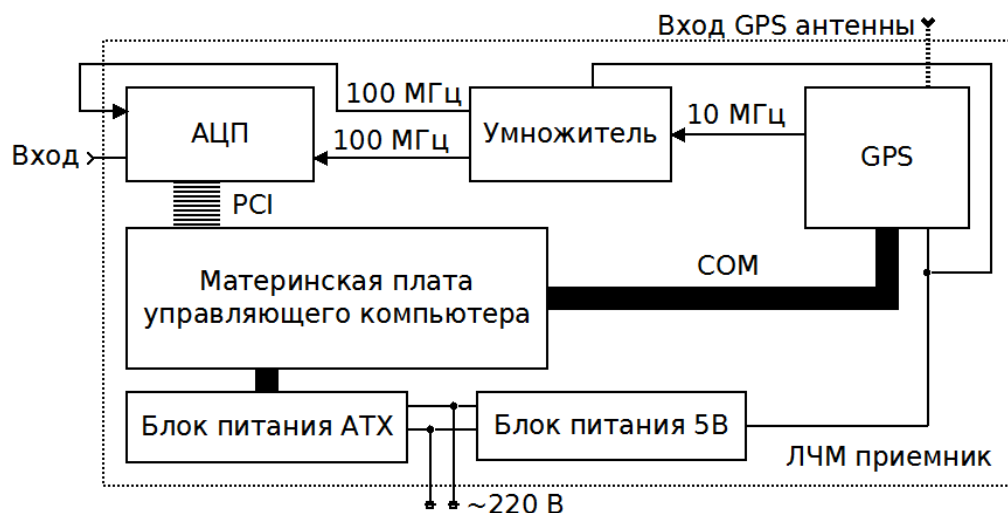 Вход GPS антенны
100 МГц
АЦП
Умножитель
10 МГц
GPS
Вход
100 МГц
PCI
Материнская плата
управляющего компьютера
COM
Блок питания ATX
Блок питания 5В
ЛЧМ приемник
~220 В